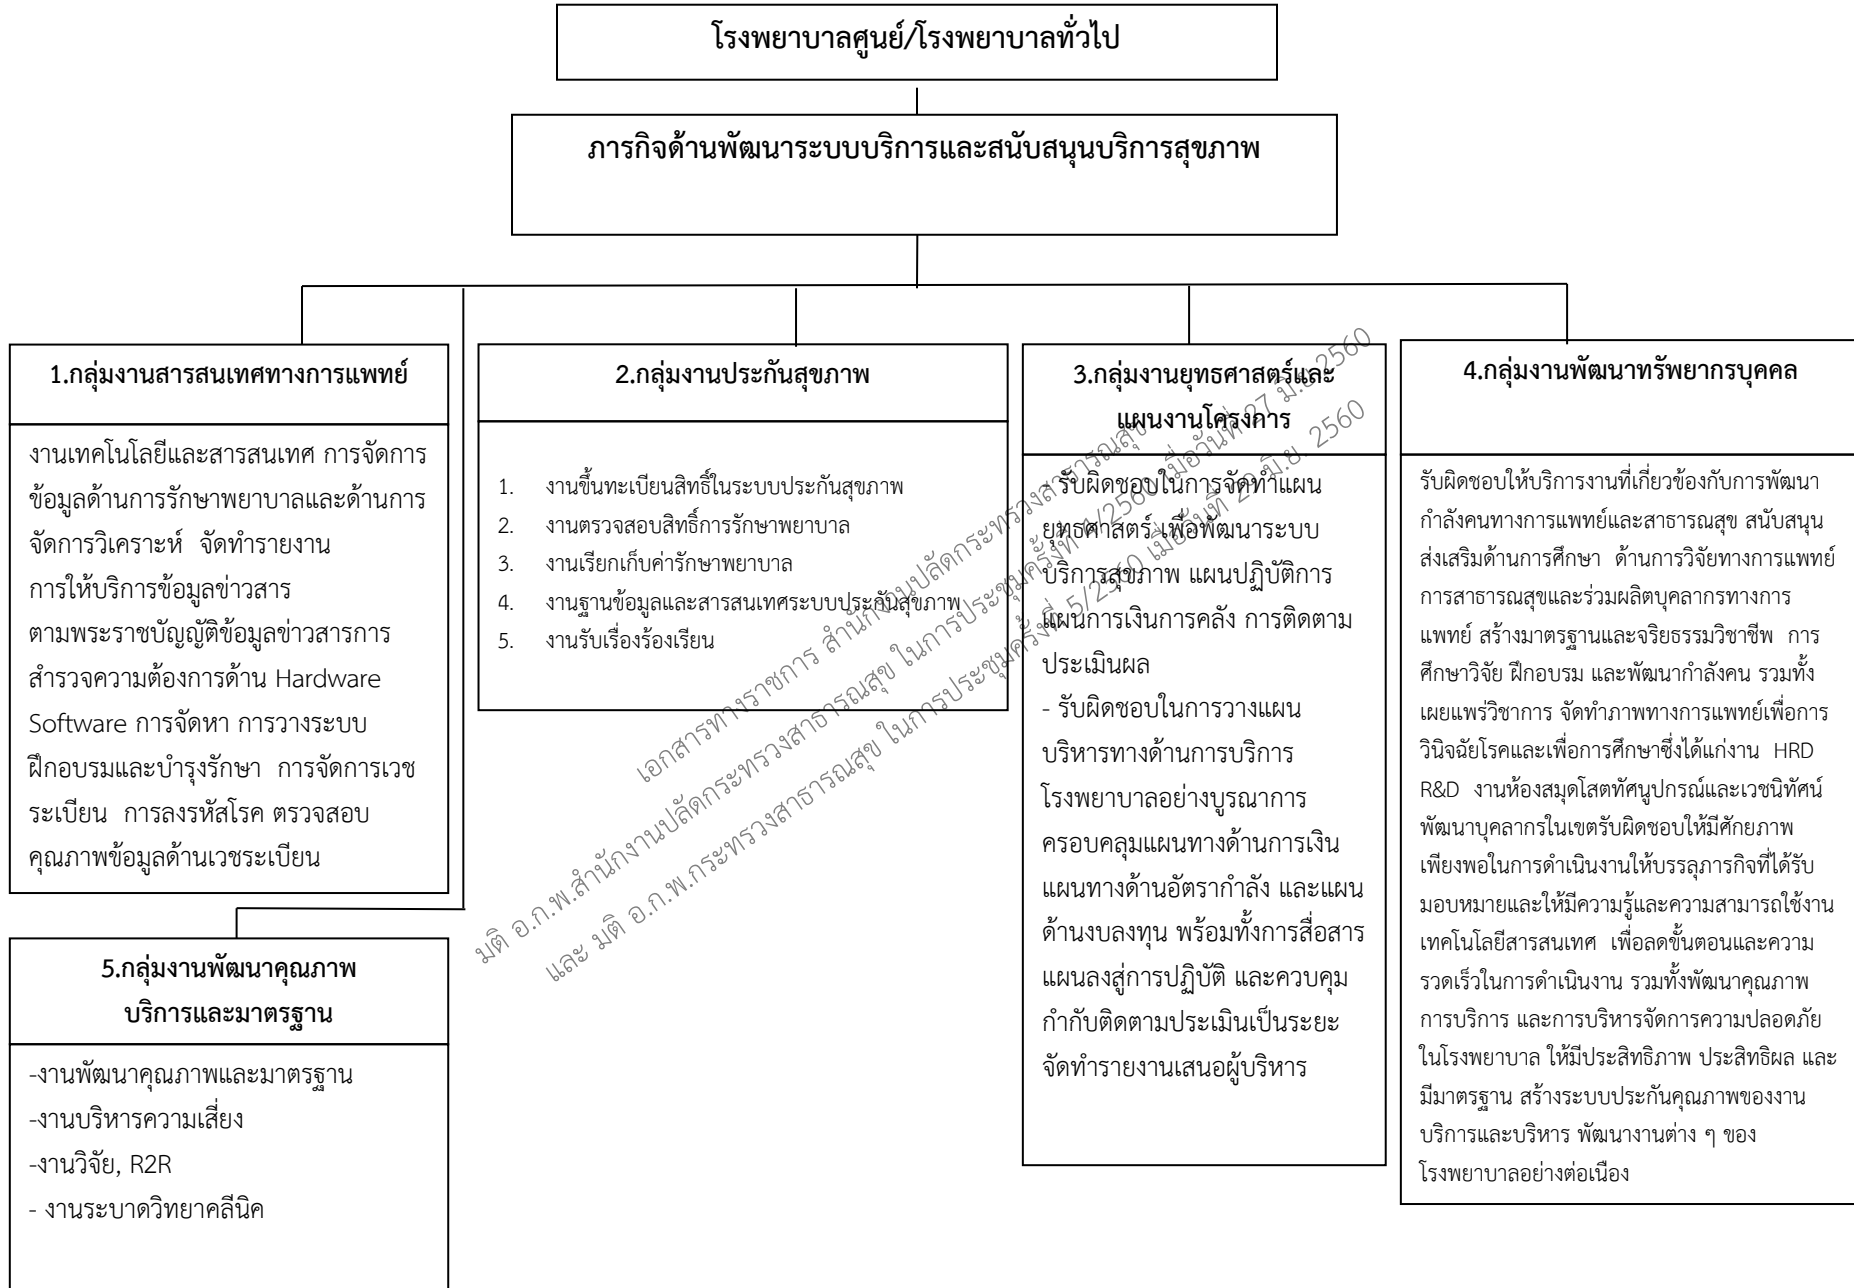 โรงพยาบาลศูนย์/โรงพยาบาลทั่วไป
ภารกิจด้านพัฒนาระบบบริการและสนับสนุนบริการสุขภาพ
1.กลุ่มงานสารสนเทศทางการแพทย์
งานเทคโนโลยีและสารสนเทศ การจัดการ
ข้อมูลด้านการรักษาพยาบาลและด้านการ
จัดการวิเคราะห์ จัดทำรายงาน
การให้บริการข้อมูลข่าวสาร
ตามพระราชบัญญัติข้อมูลข่าวสารการ
สำรวจความต้องการด้าน Hardware
Software การจัดหา การวางระบบ
ฝึกอบรมและบำรุงรักษา การจัดการเวช
ระเบียน การลงรหัสโรค ตรวจสอบ
คุณภาพข้อมูลด้านเวชระเบียน
2.กลุ่มงานประกันสุขภาพ
1. งานขึ้นทะเบียนสิทธิ์ในระบบประกันสุขภาพ
2. งานตรวจสอบสิทธิ์การรักษาพยาบาล
3. งานเรียกเก็บค่ารักษาพยาบาล
4. งานฐานข้อมูลและสารสนเทศระบบประกันสุขภาพ
5. งานรับเรื่องร้องเรียน
3.กลุ่มงานยุทธศาสตร์และ
แผนงานโครงการ
- รับผิดชอบในการจัดทำแผน
ยุทธศาสตร์ เพื่อพัฒนาระบบ
บริการสุขภาพ แผนปฏิบัติการ
แผนการเงินการคลัง การติดตาม
ประเมินผล
- รับผิดชอบในการวางแผน
บริหารทางด้านการบริการ
โรงพยาบาลอย่างบูรณาการ
ครอบคลุมแผนทางด้านการเงิน
แผนทางด้านอัตรากำลัง และแผน
ด้านงบลงทุน พร้อมทั้งการสื่อสาร
แผนลงสู่การปฏิบัติ และควบคุม
กำกับติดตามประเมินเป็นระยะ
จัดทำรายงานเสนอผู้บริหาร
4.กลุ่มงานพัฒนาทรัพยากรบุคคล
รับผิดชอบให้บริการงานที่เกี่ยวข้องกับการพัฒนา
กำลังคนทางการแพทย์และสาธารณสุข สนับสนุน
ส่งเสริมด้านการศึกษา ด้านการวิจัยทางการแพทย์
การสาธารณสุขและร่วมผลิตบุคลากรทางการ
แพทย์ สร้างมาตรฐานและจริยธรรมวิชาชีพ การ
ศึกษาวิจัย ฝึกอบรม และพัฒนากำลังคน รวมทั้ง
เผยแพร่วิชาการ จัดทำภาพทางการแพทย์เพื่อการ
วินิจฉัยโรคและเพื่อการศึกษาซึ่งได้แก่งาน HRD
R&D งานห้องสมุดโสตทัศนูปกรณ์และเวชนิทัศน์
พัฒนาบุคลากรในเขตรับผิดชอบให้มีศักยภาพ
เพียงพอในการดำเนินงานให้บรรลุภารกิจที่ได้รับ
มอบหมายและให้มีความรู้และความสามารถใช้งาน
เทคโนโลยีสารสนเทศ เพื่อลดขั้นตอนและความ
รวดเร็วในการดำเนินงาน รวมทั้งพัฒนาคุณภาพ
การบริการ และการบริหารจัดการความปลอดภัย
ในโรงพยาบาล ให้มีประสิทธิภาพ ประสิทธิผล และ
มีมาตรฐาน สร้างระบบประกันคุณภาพของงาน
บริการและบริหาร พัฒนางานต่าง ๆ ของ
โรงพยาบาลอย่างต่อเนื่อง
5.กลุ่มงานพัฒนาคุณภาพ
บริการและมาตรฐาน
-งานพัฒนาคุณภาพและมาตรฐาน
-งานบริหารความเสี่ยง
-งานวิจัย, R2R
- งานระบาดวิทยาคลีนิค
เอกสารทางราชการ สำนักงานปลัดกระทรวงสาธารณสุข
มติ อ.ก.พ.สำนักงานปลัดกระทรวงสาธารณสุข ในการประชุมครั้งที่ 4/2560 เมื่อวันที่ 27 มิ.ย. 2560
และ มติ อ.ก.พ.กระทรวงสาธารณสุข ในการประชุมครั้งที่ 5/2560 เมื่อวันที่ 29 มิ.ย. 2560